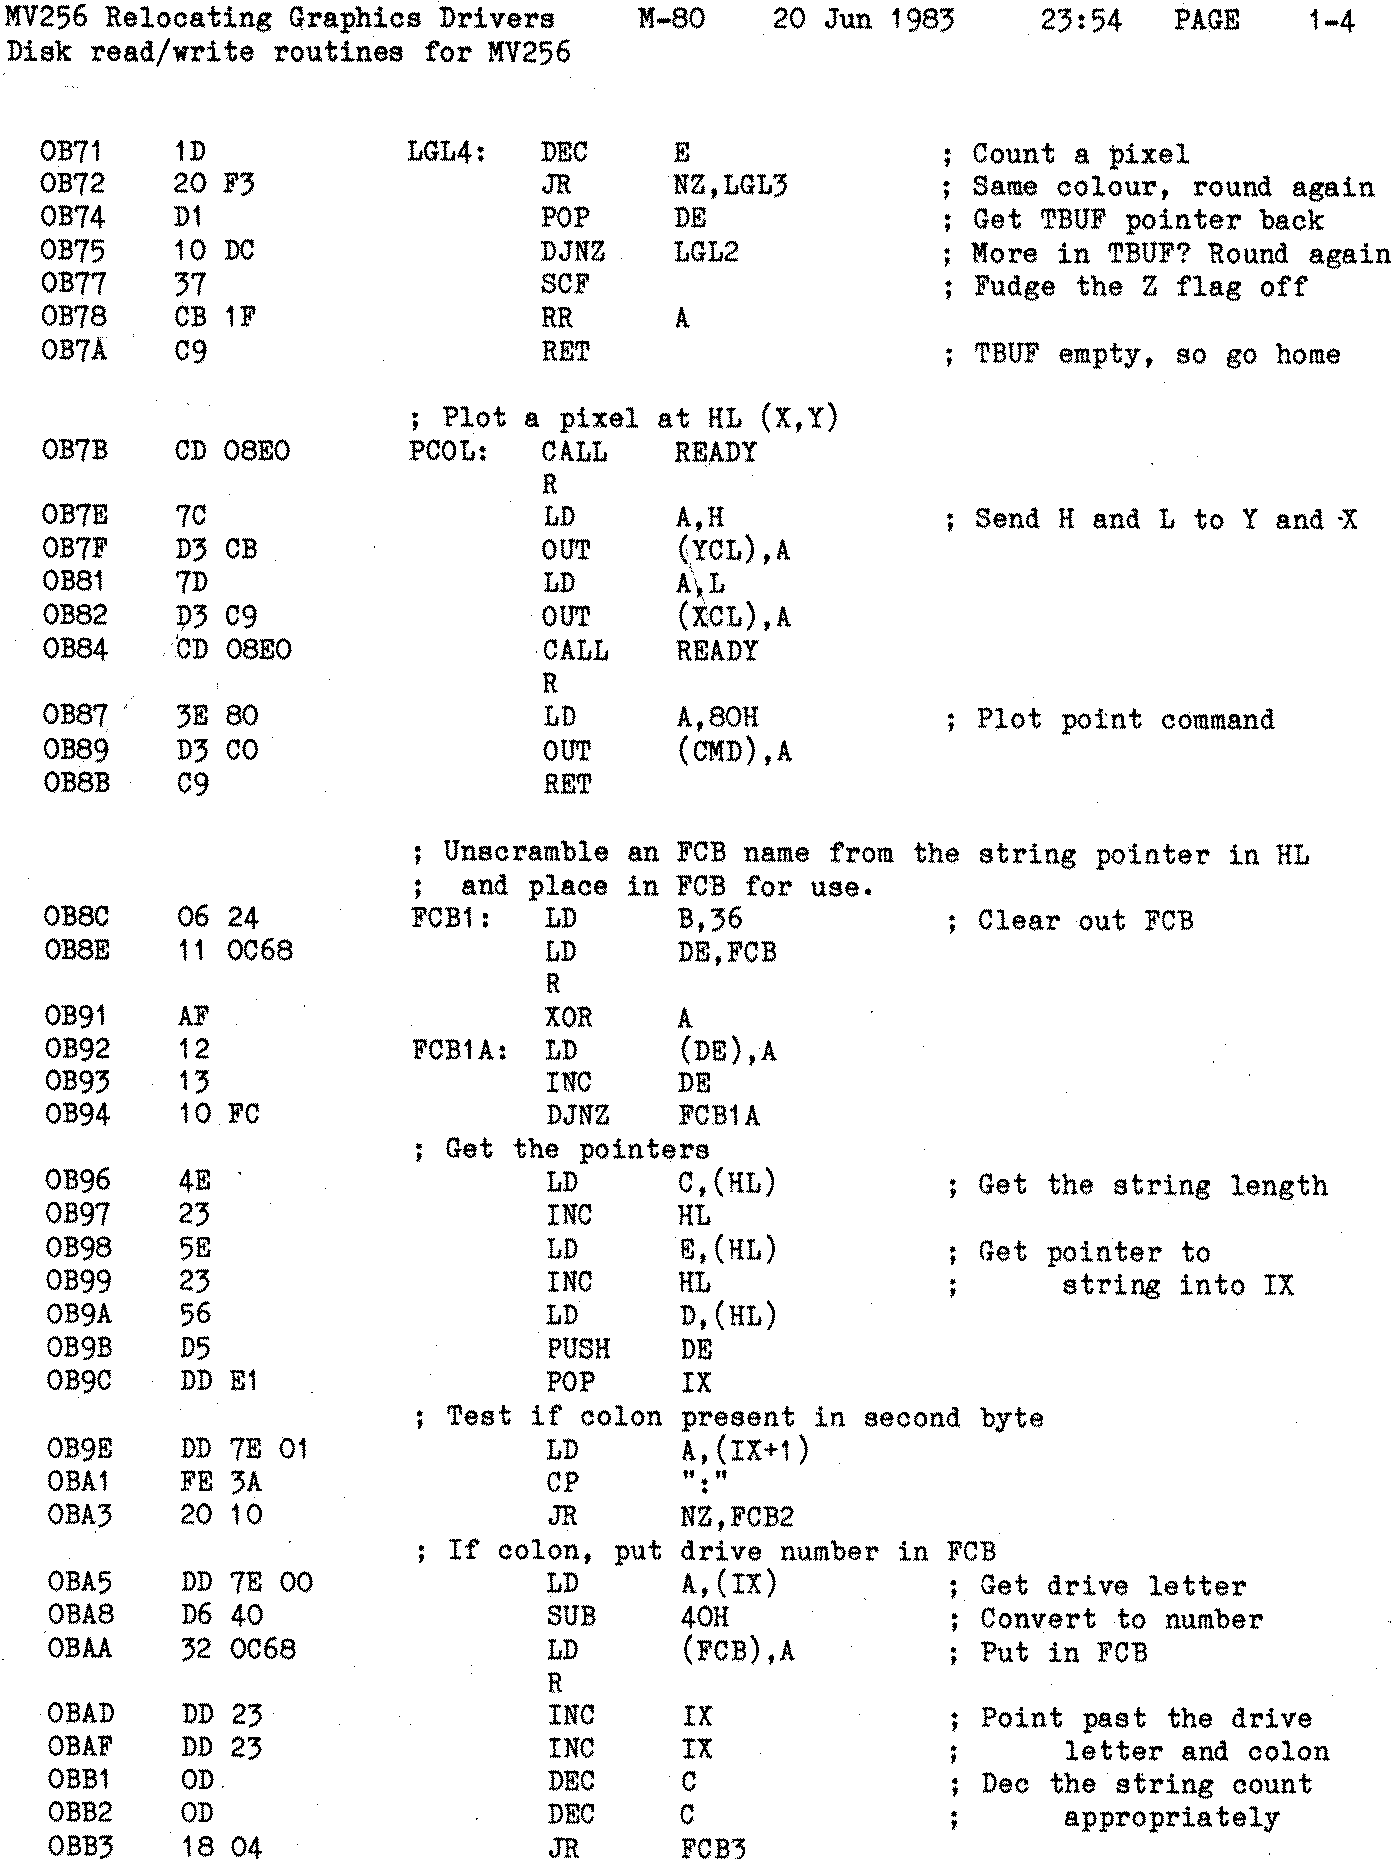 MV256 Relocating Graphics Drivers M-80 20 Jun 1983 23:54 PAGE 1-4
Disk read/write routines for MV256
0B71 1D LGL4: DEC E ; Count a pixel
0B72 20 F3 JR NZ,LGL3 ; Same colour, round again
0B74 D1 POP DE ; Get TBUF pointer back
0B75 10 DC DJNZ LGL2 ; More in TBUF? Round again
0B77 37 SCF ; Fudge the Z flag off
0B78 CB 1F RR A
0B7A C9 RET ; TBUF empty, so go home
; Plot a pixel at HL (X,Y)
0B7B CD 08E0 PCOL: CALL READY
R
0B7E 7C LD A,H ; Send H and L to Y and X
0B7F D3 CB OUT (YCL),A
0B81 7D LD A,L
0B82 D3 C9 OUT (XCL),A
0B84 CD 08E0 CALL READY
R
0B87 3E 80 LD A,80H ; Plot point command
0B89 D3 C0 OUT (CMD),A
0B8B C9 RET
; Unscramble an FCB name from the string pointer in HL
; and place in FCB for use.
0B8C 06 24 FCB1: LD B,36 ; Clear out FCB
0B8E 11 0C68 LD DE,FCB
R
0B91 AF XOR A
0B92 12 FCB1A: LD (DE),A
0B93 13 INC DE
0B94 10 FC DJNZ FCB1A
; Get the pointers
0B96 4E LD C,(HL) ; Get the string length
0B97 23 INC HL
0B98 5E LD E,(HL) ; Get pointer to
0B99 23 INC HL ; string into IX
0B9A 56 LD D,(HL)
0B9B D5 PUSH DE
0B9C DD E1 POP IX
; Test if colon present in second byte
0B9E DD 7E 01 LD A,(IX+1)
0BA1 FE 3A CP ":"
0BA3 20 10 JR NZ,FCB2
; If colon, put drive number in FCB
0BA5 DD 7E 00 LD A,(IX) ; Get drive letter
0BA8 D6 40 SUB 40H ; Convert to number
0BAA 32 0C68 LD (FCB),A ; Put in FCB
R
0BAD DD 23 INC IX ; Point past the drive
0BAF DD 23 INC IX ; letter and colon
0BB1 0D DEC C ; Dec the string count
0BB2 0D DEC C ; appropriately
0BB3 18 04 JR FCB3